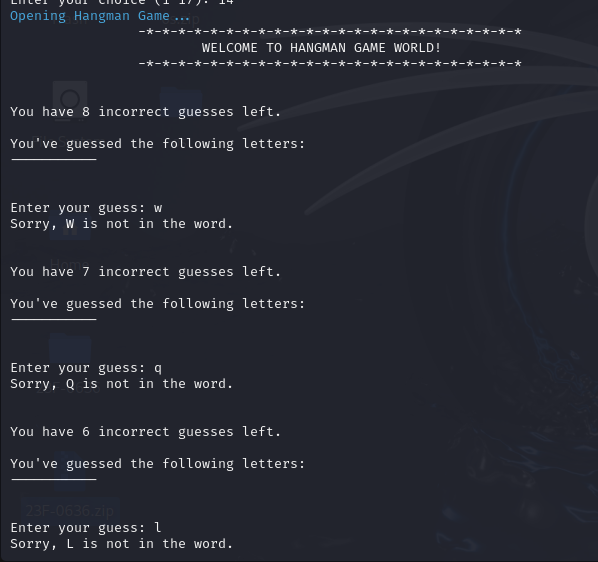 Enter your choice (1-17): 14
Opening Hangman Game...
-*-*-*-*-*-*-*-*-*-*-*-*-*-*-*-*-*-*-*-*-*-*-*-*
WELCOME TO HANGMAN GAME WORLD!
-*-*-*-*-*-*-*-*-*-*-*-*-*-*-*-*-*-*-*-*-*-*-*-*
You have 8 incorrect guesses left.
You've guessed the following letters:
-----------
Enter your guess: w
Sorry, W is not in the word.
You have 7 incorrect guesses left.
You've guessed the following letters:
-----------
Enter your guess: q
Sorry, Q is not in the word.
You have 6 incorrect guesses left.
You've guessed the following letters:
-----------
23F-0636.zip
Enter your guess: l
Sorry, L is not in the word.